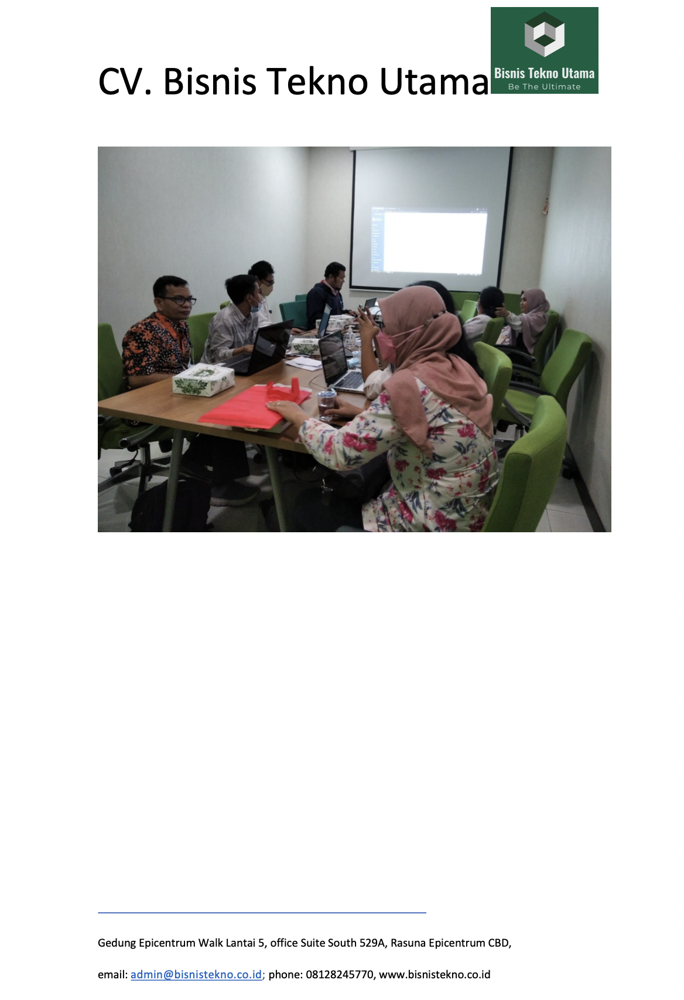 CV. Bisnis Tekno Utama
Bisnis Tekno Utama
Be The Ultimate
Gedung Epicentrum Walk Lantai 5, office Suite South 529A, Rasuna Epicentrum CBD,
email: admin@bisnistekno.co.id; phone: 08128245770, www.bisnistekno.co.id